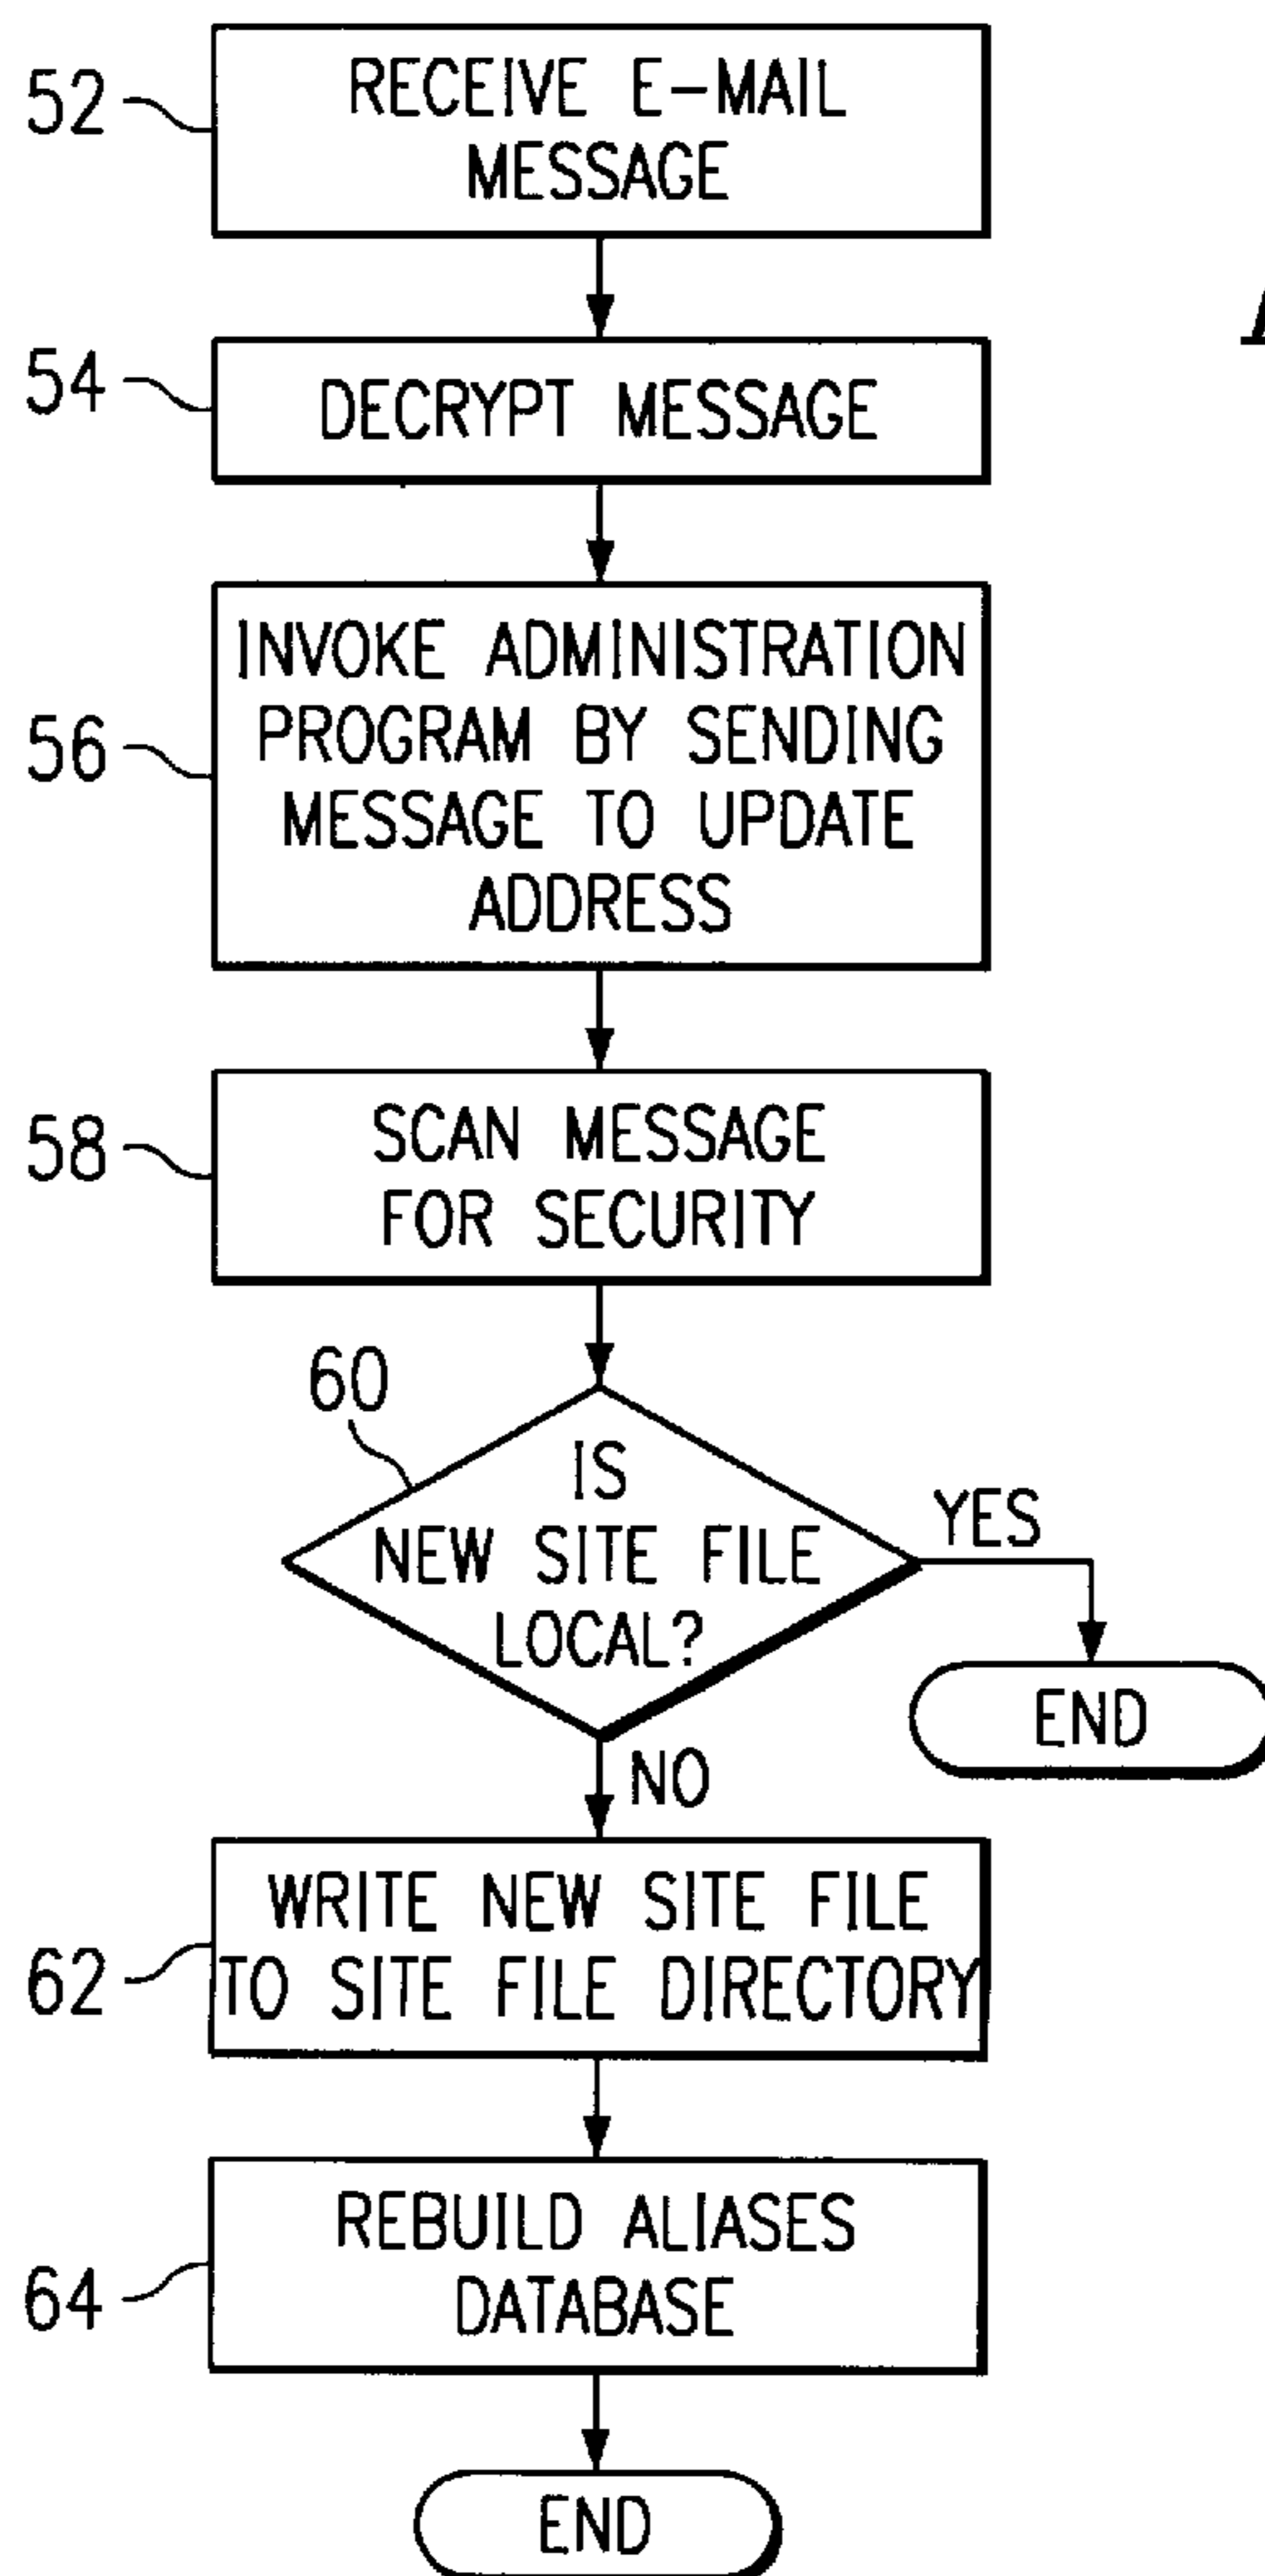 52
RECEIVE E-MAIL
MESSAGE
54
DECRYPT MESSAGE
56
INVOKE ADMINISTRATION
PROGRAM BY SENDING
MESSAGE TO UPDATE
ADDRESS
58
SCAN MESSAGE
FOR SECURITY
60
IS
NEW SITE FILE
LOCAL?
YES
END
NO
62
WRITE NEW SITE FILE
TO SITE FILE DIRECTORY
64
REBUILD ALIASES
DATABASE
END